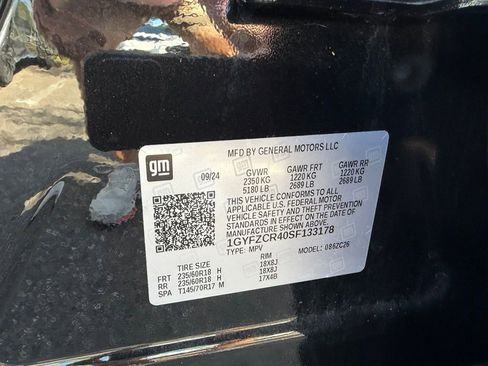 gm
MFD BY GENERAL MOTORS LLC
09/24
GVWR GAWR FRT GAWR RR
2350 KG 1220 KG 1220 KG
5180 LB 2689 LB 2689 LB
THIS VEHICLE CONFORMS TO ALL
APPLICABLE U.S. FEDERAL MOTOR
VEHICLE SAFETY AND THEFT PREVENTION
STANDARDS IN EFFECT ON THE DATE OF
MANUFACTURE SHOWN ABOVE.
1GYFZCR40SF133178
TYPE: MPV MODEL: 086ZC26
TIRE SIZE RIM
FRT 235/60R18 H 18X8J
RR 235/60R18 H 18X8J
SPA T145/70R17 M 17X4B